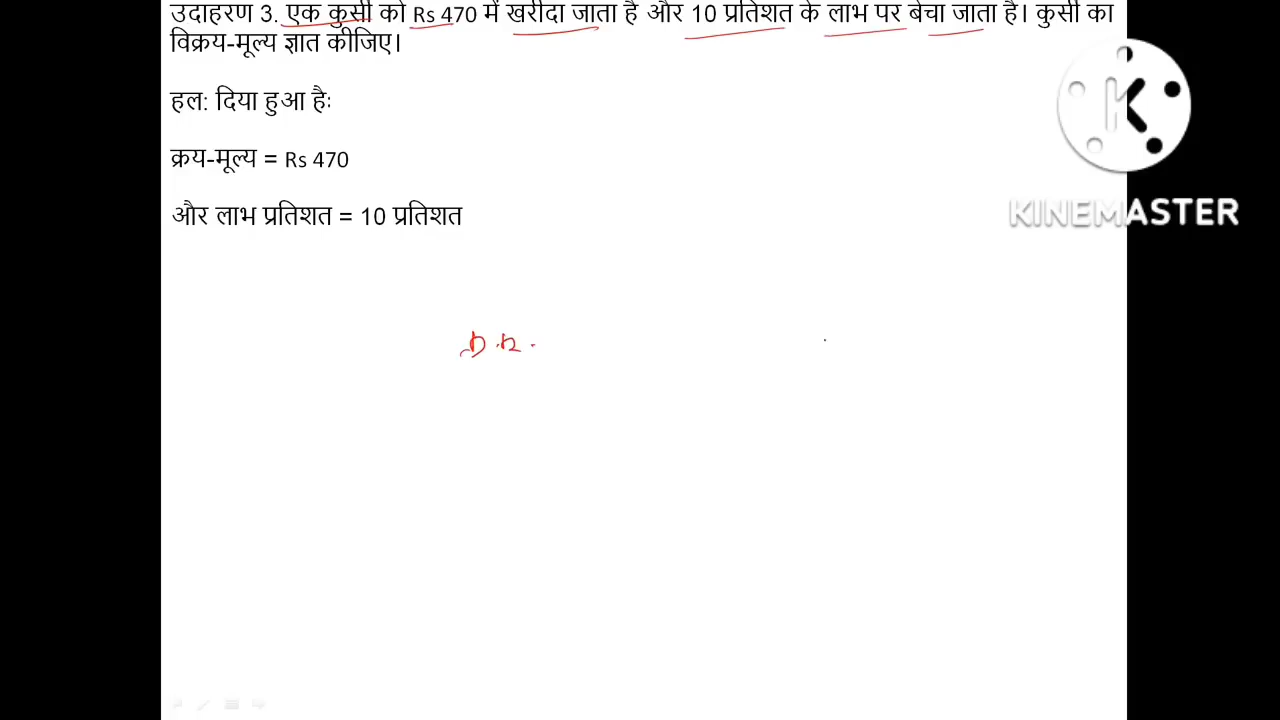 उदाहरण 3. एक कुर्सी को Rs 470 में खरीदा जाता है और 10 प्रतिशत के लाभ पर बेचा जाता है। कुर्सी का
विक्रय-मूल्य ज्ञात कीजिए।
हल: दिया हुआ हैः
क्रय-मूल्य = Rs 470
और लाभ प्रतिशत = 10 प्रतिशत
KINEMASTER